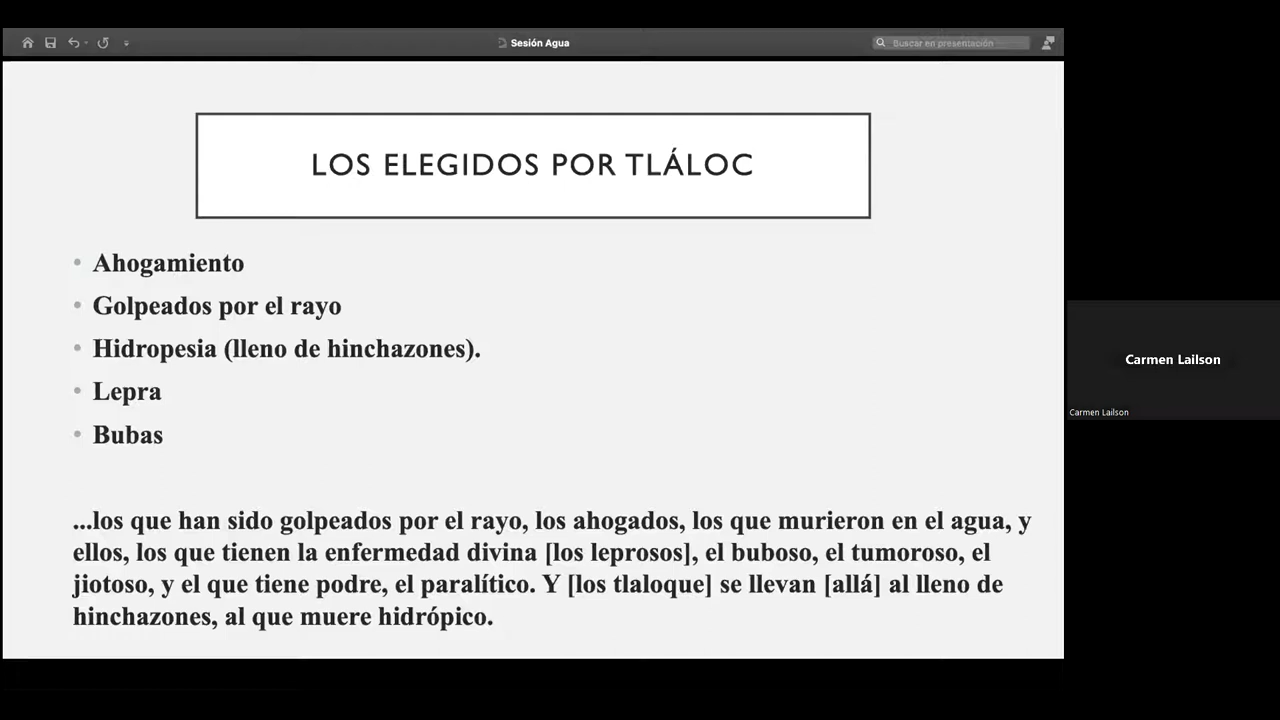 Sesión Agua
Buscar en presentación
LOS ELEGIDOS POR TLÁLOC
• Ahogamiento
• Golpeados por el rayo
• Hidropesia (lleno de hinchazones).
• Lepra
• Bubas
...los que han sido golpeados por el rayo, los ahogados, los que murieron en el agua, y
ellos, los que tienen la enfermedad divina [los leprosos], el buboso, el tumoroso, el
jiotoso, y el que tiene podre, el paralítico. Y [los tlaloque] se llevan [allá] al lleno de
hinchazones, al que muere hidrópico.
Carmen Lailson
Carmen Lailson